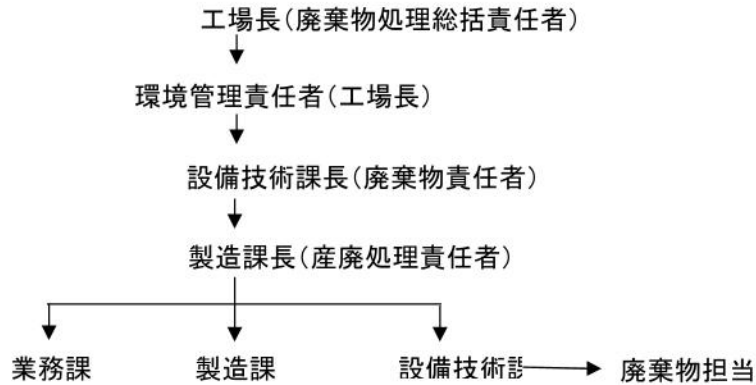 工場長(廃棄物処理総括責任者)
環境管理責任者(工場長)
設備技術課長(廃棄物責任者)
製造課長(産廃処理責任者)
業務課 製造課 設備技術課 廃棄物担当